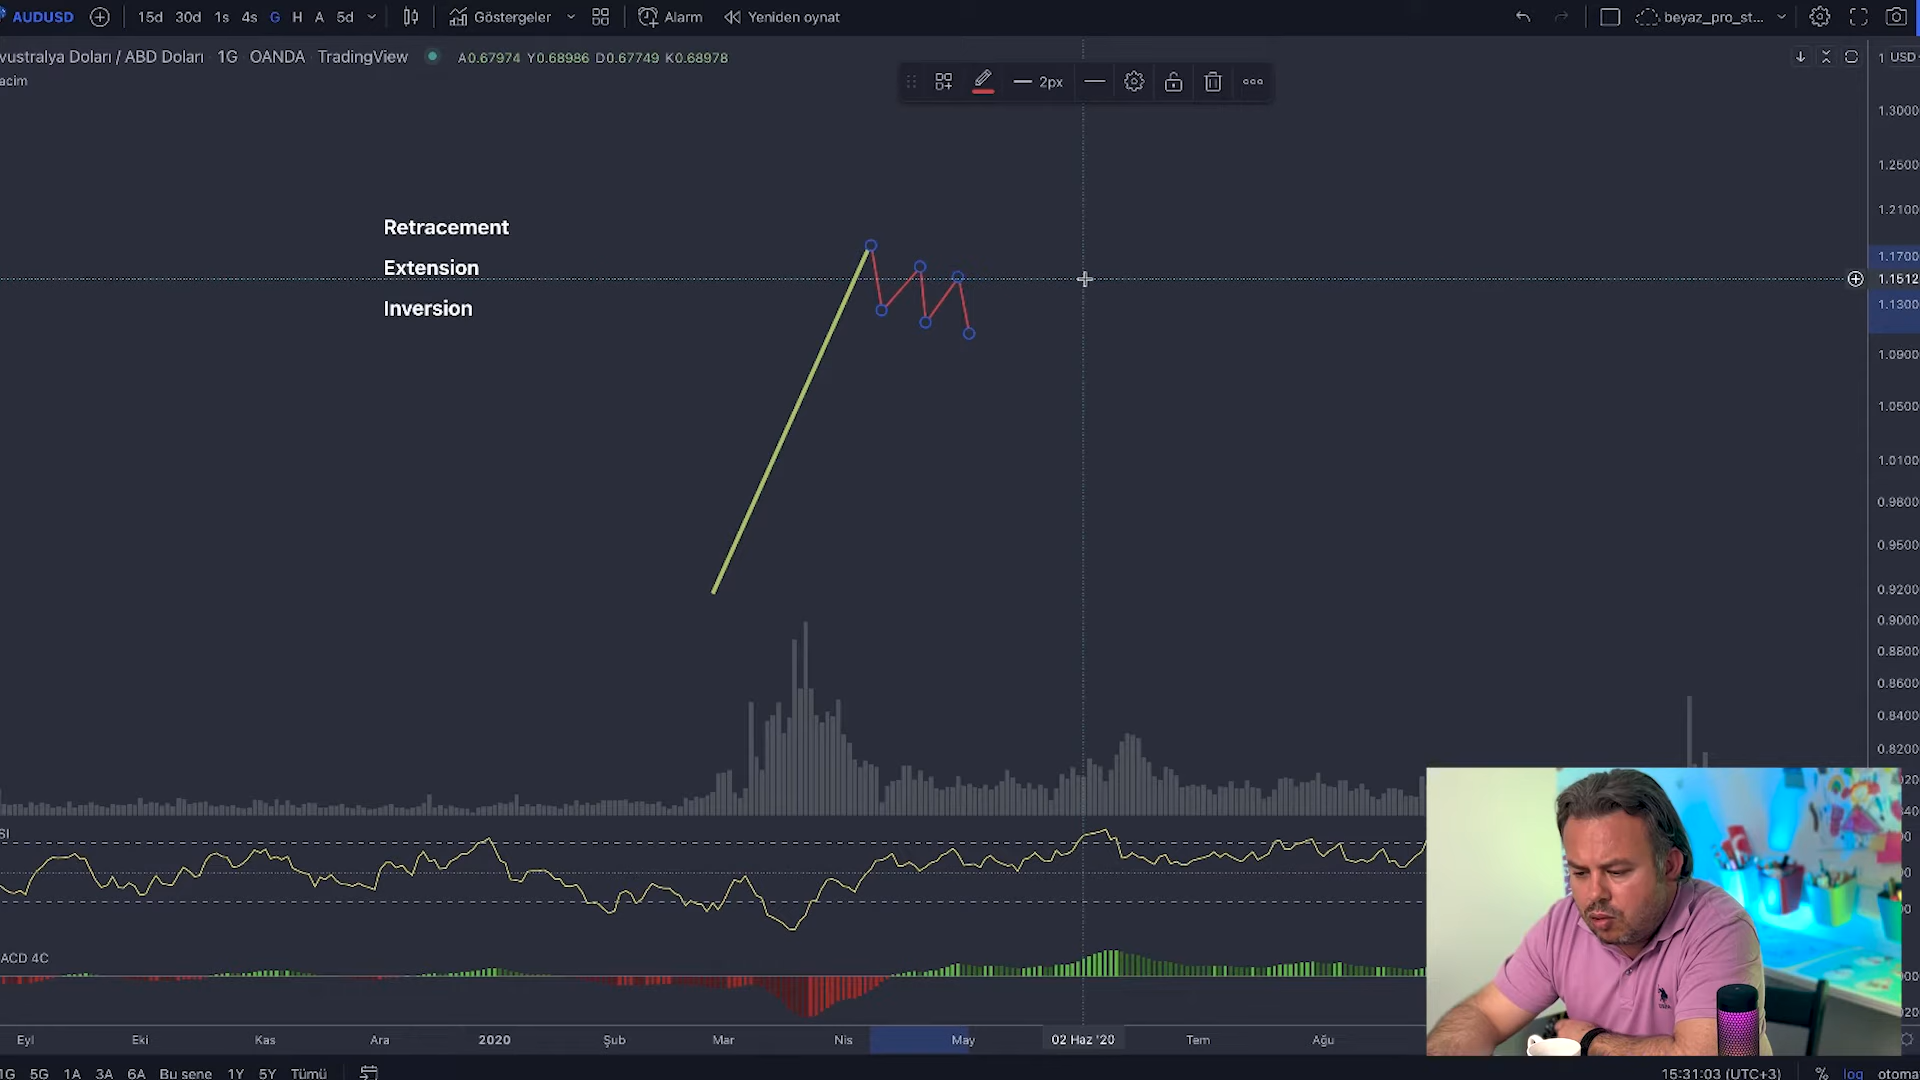 AUDUSD 15d 30d 1s 4s G H A 5d Göstergeler Alarm Yeniden oynat beyaz_pro_st...
vustralya Doları / ABD Doları 1G OANDA TradingView A0.67974 Y0.68986 D0.67749 K0.68978
1 USD
acim
2px
1.3000
1.2500
1.2100
Retracement
1.1700
Extension
1.1512
1.1300
Inversion
1.0900
1.0500
1.0100
0.9800
0.9500
0.9200
0.9000
0.8800
0.8600
0.8400
0.8200
SI
ACD 4C
Eyl Eki Kas Ara 2020 Şub Mar Nis May 02 Haz '20 Tem Ağu
1G 5G 1A 3A 6A Bu sene 1Y 5Y Tümü 15:31:03 (UTC+3) % log otoma